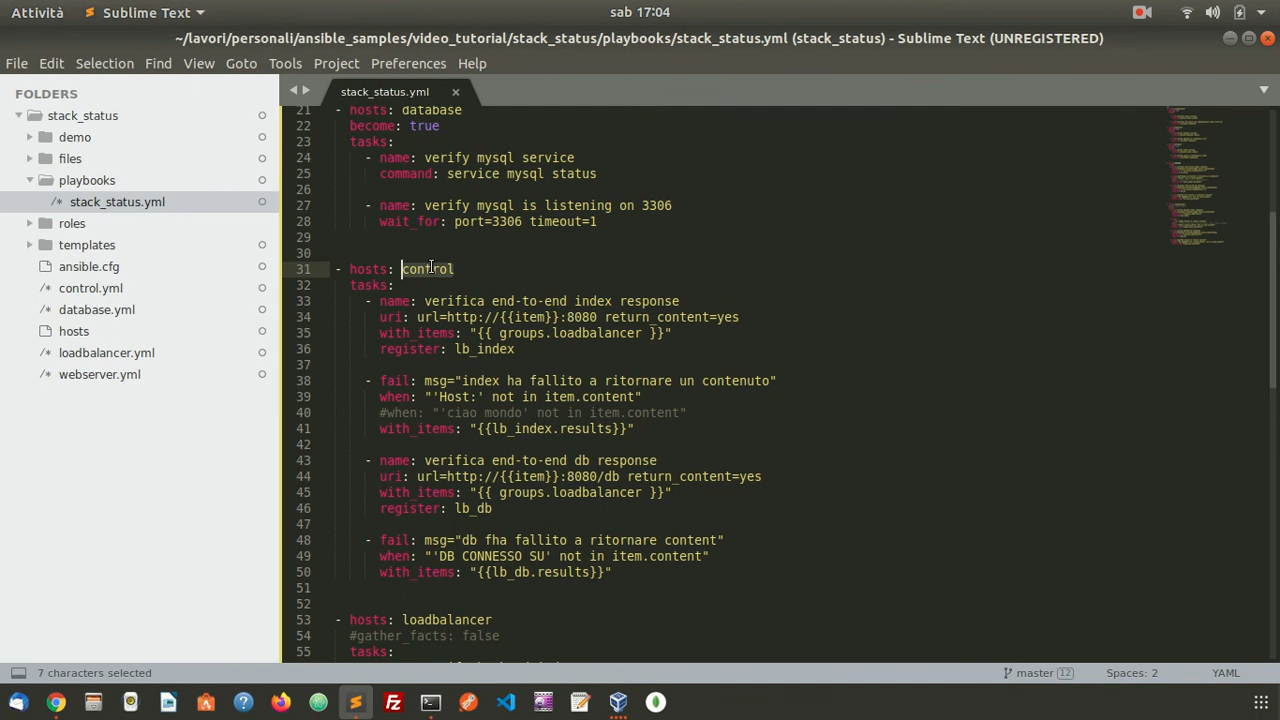 Attività
Sublime Text
sab 17:04
~/lavori/personali/ansible_samples/video_tutorial/stack_status/playbooks/stack_status.yml (stack_status) - Sublime Text (UNREGISTERED)
File Edit Selection Find View Goto Tools Project Preferences Help
FOLDERS
stack_status
demo
files
playbooks
/* stack_status.yml
roles
templates
ansible.cfg
/* control.yml
/* database.yml
hosts
/* loadbalancer.yml
/* webserver.yml
stack_status.yml ×
21 - hosts: database
22 become: true
23 tasks:
24 - name: verify mysql service
25 command: service mysql status
26
27 - name: verify mysql is listening on 3306
28 wait_for: port=3306 timeout=1
29
30
31 - hosts: control
32 tasks:
33 - name: verifica end-to-end index response
34 uri: url=http://{{item}}:8080 return_content=yes
35 with_items: "{{ groups.loadbalancer }}"
36 register: lb_index
37
38 - fail: msg="index ha fallito a ritornare un contenuto"
39 when: "'Host:' not in item.content"
40 #when: "'ciao mondo' not in item.content"
41 with_items: "{{lb_index.results}}"
42
43 - name: verifica end-to-end db response
44 uri: url=http://{{item}}:8080/db return_content=yes
45 with_items: "{{ groups.loadbalancer }}"
46 register: lb_db
47
48 - fail: msg="db fha fallito a ritornare content"
49 when: "'DB CONNESSO SU' not in item.content"
50 with_items: "{{lb_db.results}}"
51
52
53 - hosts: loadbalancer
54 #gather_facts: false
55 tasks:
7 characters selected
master 12
Spaces: 2
YAML